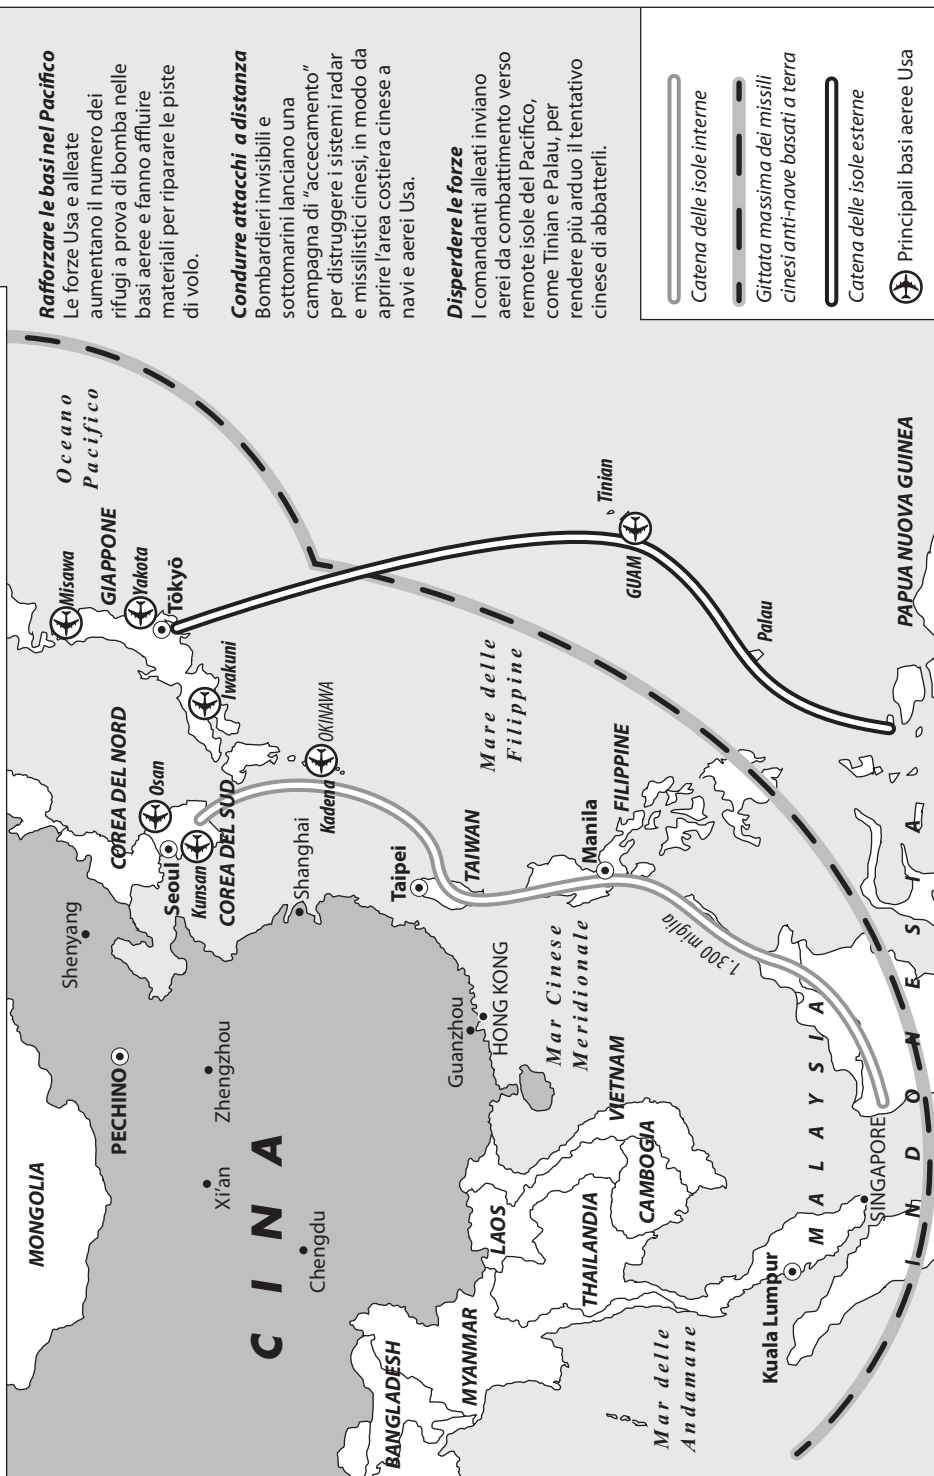 Rafforzare le basi nel Pacifico
Le forze Usa e alleate
aumentano il numero dei
rifugi a prova di bomba nelle
basi aeree e fanno affluire
materiali per riparare le piste
di volo.
Condurre attacchi a distanza
Bombardieri invisibili e
sottomarini lanciano una
campagna di “accecamento”
per distruggere i sistemi radar
e missilistici cinesi, in modo da
aprire l’area costiera cinese a
navi e aerei Usa.
Disperdere le forze
I comandanti alleati inviano
aerei da combattimento verso
remote isole del Pacifico,
come Tinian e Palau, per
rendere più arduo il tentativo
cinese di abbatterli.
Catena delle isole interne
Gittata massima dei missili
cinesi anti-nave basati a terra
Catena delle isole esterne
Principali basi aeree Usa
MONGOLIA
PECHINO
Shenyang
COREA DEL NORD
Osan
Seoul
Kunsan
COREA DEL SUD
Misawa
GIAPPONE
Yakota
Tōkyō
Iwakuni
Oceano
Pacifico
Xi’an
Zhengzhou
CINA
Chengdu
Shanghai
Kadena
OKINAWA
Taipei
TAIWAN
Guanzhou
HONG KONG
Mare delle
Filippine
BANGLADESH
MYANMAR
LAOS
THAILANDIA
VIETNAM
CAMBOGIA
Mar Cinese
Meridionale
Manila
FILIPPINE
1.300 miglia
Tinian
GUAM
Palau
PAPUA NUOVA GUINEA
Mar delle
Andamane
Kuala Lumpur
MALAYSIA
SINGAPORE
INDONESIA